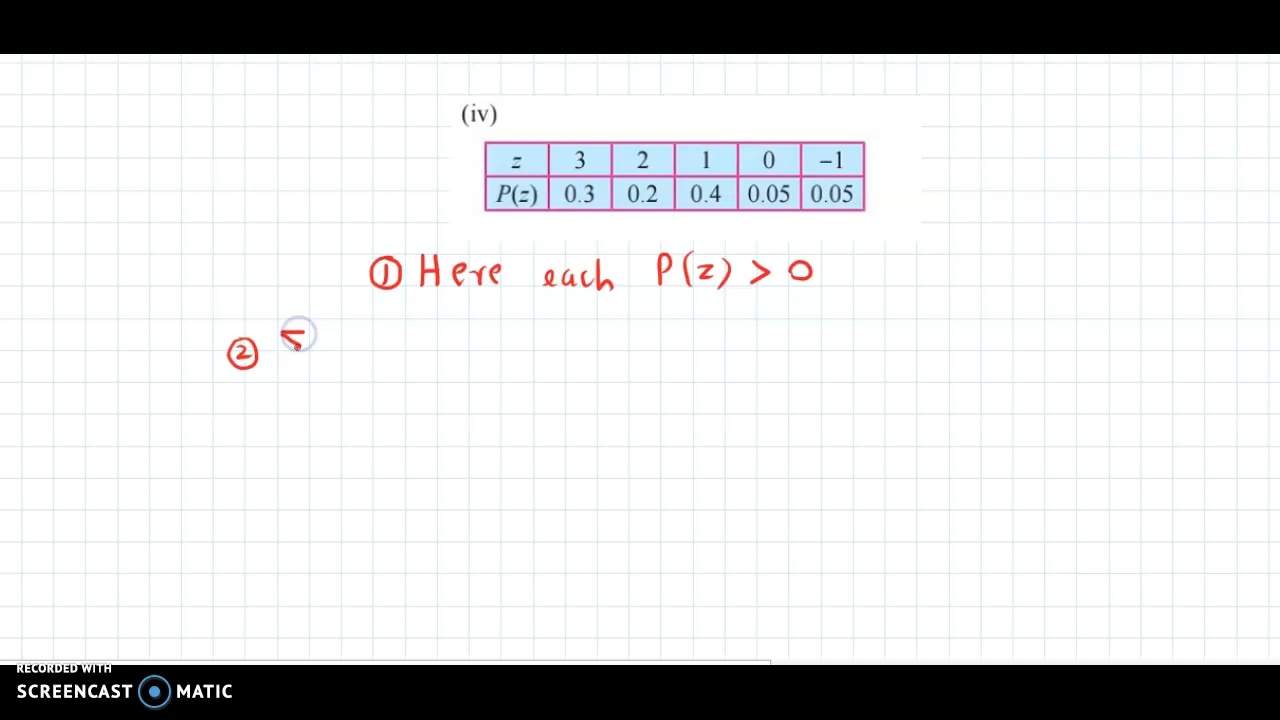 (iv)
z 3 2 1 0 −1
P(z) 0.3 0.2 0.4 0.05 0.05
① Here each P(z) > 0
②
RECORDED WITH
SCREENCAST MATIC